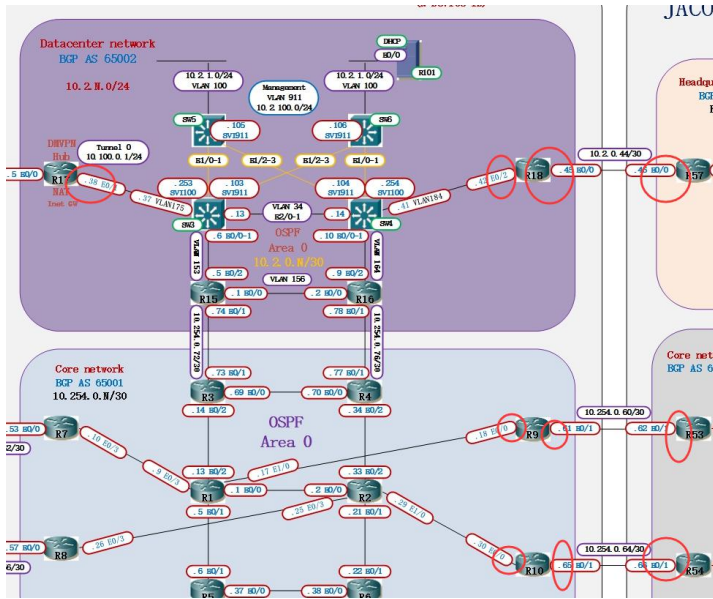 JACO
Datacenter network
BGP AS 65002
10.2.N.0/24
10.2.1.0/24
VLAN 100
Management
VLAN 911
10.2.100.0/24
10.2.1.0/24
VLAN 100
DHCP
E0/0
R101
SW5
.105
SVI911
.106
SVI911
SW6
E1/0-1
E1/2-3
E1/2-3
E1/0-1
DMVPN
Hub
NAT
Inet GW
Tunnel 0
10.100.0.1/24
.5 E0/0
.37 VLAN175
.253
SVI100
.103
SVI911
.104
SVI911
.254
SVI100
SW3
.13
VLAN 34
E2/0-1
.14
SW4
.41 VLAN184
.42 E0/2
R18
.45 E0/0
10.2.0.44/30
E0/0
R57
Headqu
OSPF
Area 0
10.2.0.N/30
.6 E0/0-1
.10 E0/0-1
VLAN 153
VLAN 164
.5 E0/2
.9 E0/2
VLAN 156
R15
.1 E0/0
.2 E0/0
R16
.74 E0/1
.78 E0/1
10.254.0.72/30
10.254.0.76/30
Core network
BGP AS 65001
10.254.0.N/30
.73 E0/1
.77 E0/1
R3
.69 E0/0
.70 E0/0
R4
.14 E0/2
.34 E0/2
OSPF
Area 0
Core net
BGP AS 6
.53 E0/0
R7
.10 E0/3
.9 E0/3
.13 E0/2
.17 E1/0
.33 E0/2
.18 E0/0
R9
.61 E0/1
10.254.0.60/30
.62 E0/1
R53
2/30
R1
.1 E0/0
.2 E0/0
R2
.5 E0/1
.25 E0/3
.21 E0/1
.29 E1/0
.57 E0/0
R8
.26 E0/3
.30 E0/0
R10
.65 E0/1
10.254.0.64/30
.66 E0/1
R54
6/30
.6 E0/1
.22 E0/1
R5
.37 E0/0
.38 E0/0
R6